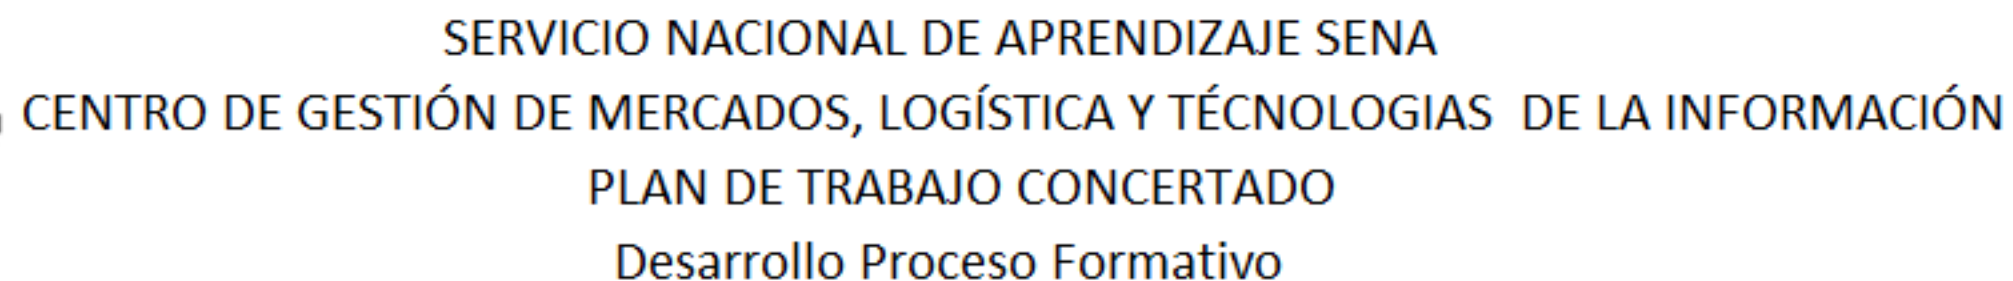 SERVICIO NACIONAL DE APRENDIZAJE SENA
CENTRO DE GESTIÓN DE MERCADOS, LOGÍSTICA Y TÉCNOLOGIAS  DE LA INFORMACIÓN
PLAN DE TRABAJO CONCERTADO
Desarrollo Proceso Formativo